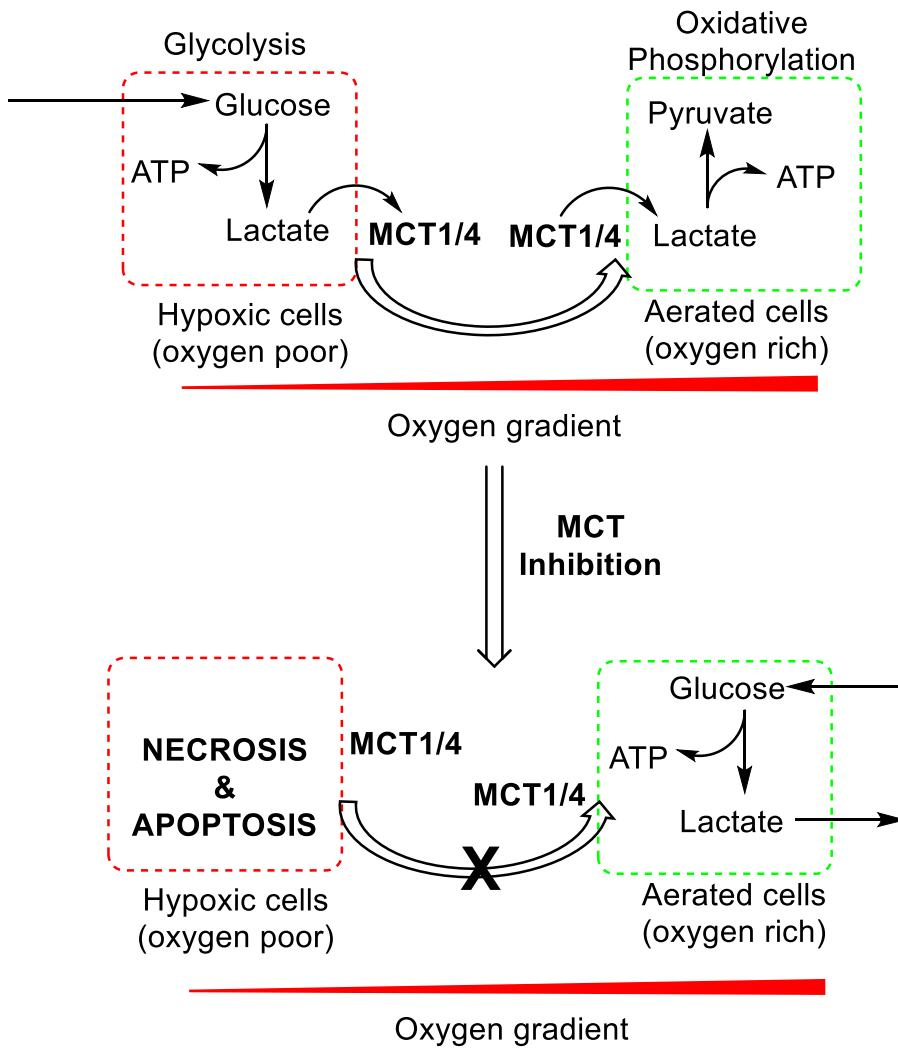 Glycolysis
Oxidative
Phosphorylation
Glucose
Pyruvate
ATP
ATP
Lactate
MCT1/4
MCT1/4
Lactate
Hypoxic cells
(oxygen poor)
Aerated cells
(oxygen rich)
Oxygen gradient
MCT
Inhibition
Glucose
NECROSIS
&
APOPTOSIS
MCT1/4
ATP
MCT1/4
Lactate
Hypoxic cells
(oxygen poor)
X
Aerated cells
(oxygen rich)
Oxygen gradient